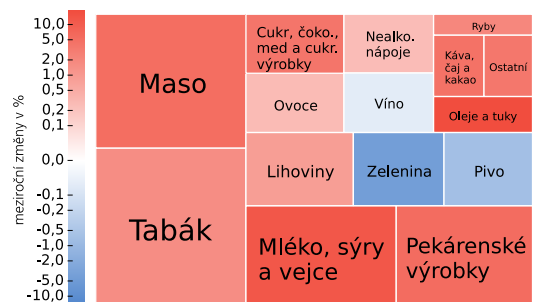 meziroční změny v %
10,0
5,0
2,0
1,0
0,5
0,2
0,1
0,0
-0,1
-0,2
-0,5
-1,0
-2,0
-5,0
-10,0
Maso
Tabák
Cukr, čoko.,
med a cukr.
výrobky
Nealko.
nápoje
Ryby
Káva,
čaj a
kakao
Ostatní
Ovoce
Víno
Oleje a tuky
Lihoviny
Zelenina
Pivo
Mléko, sýry
a vejce
Pekárenské
výrobky